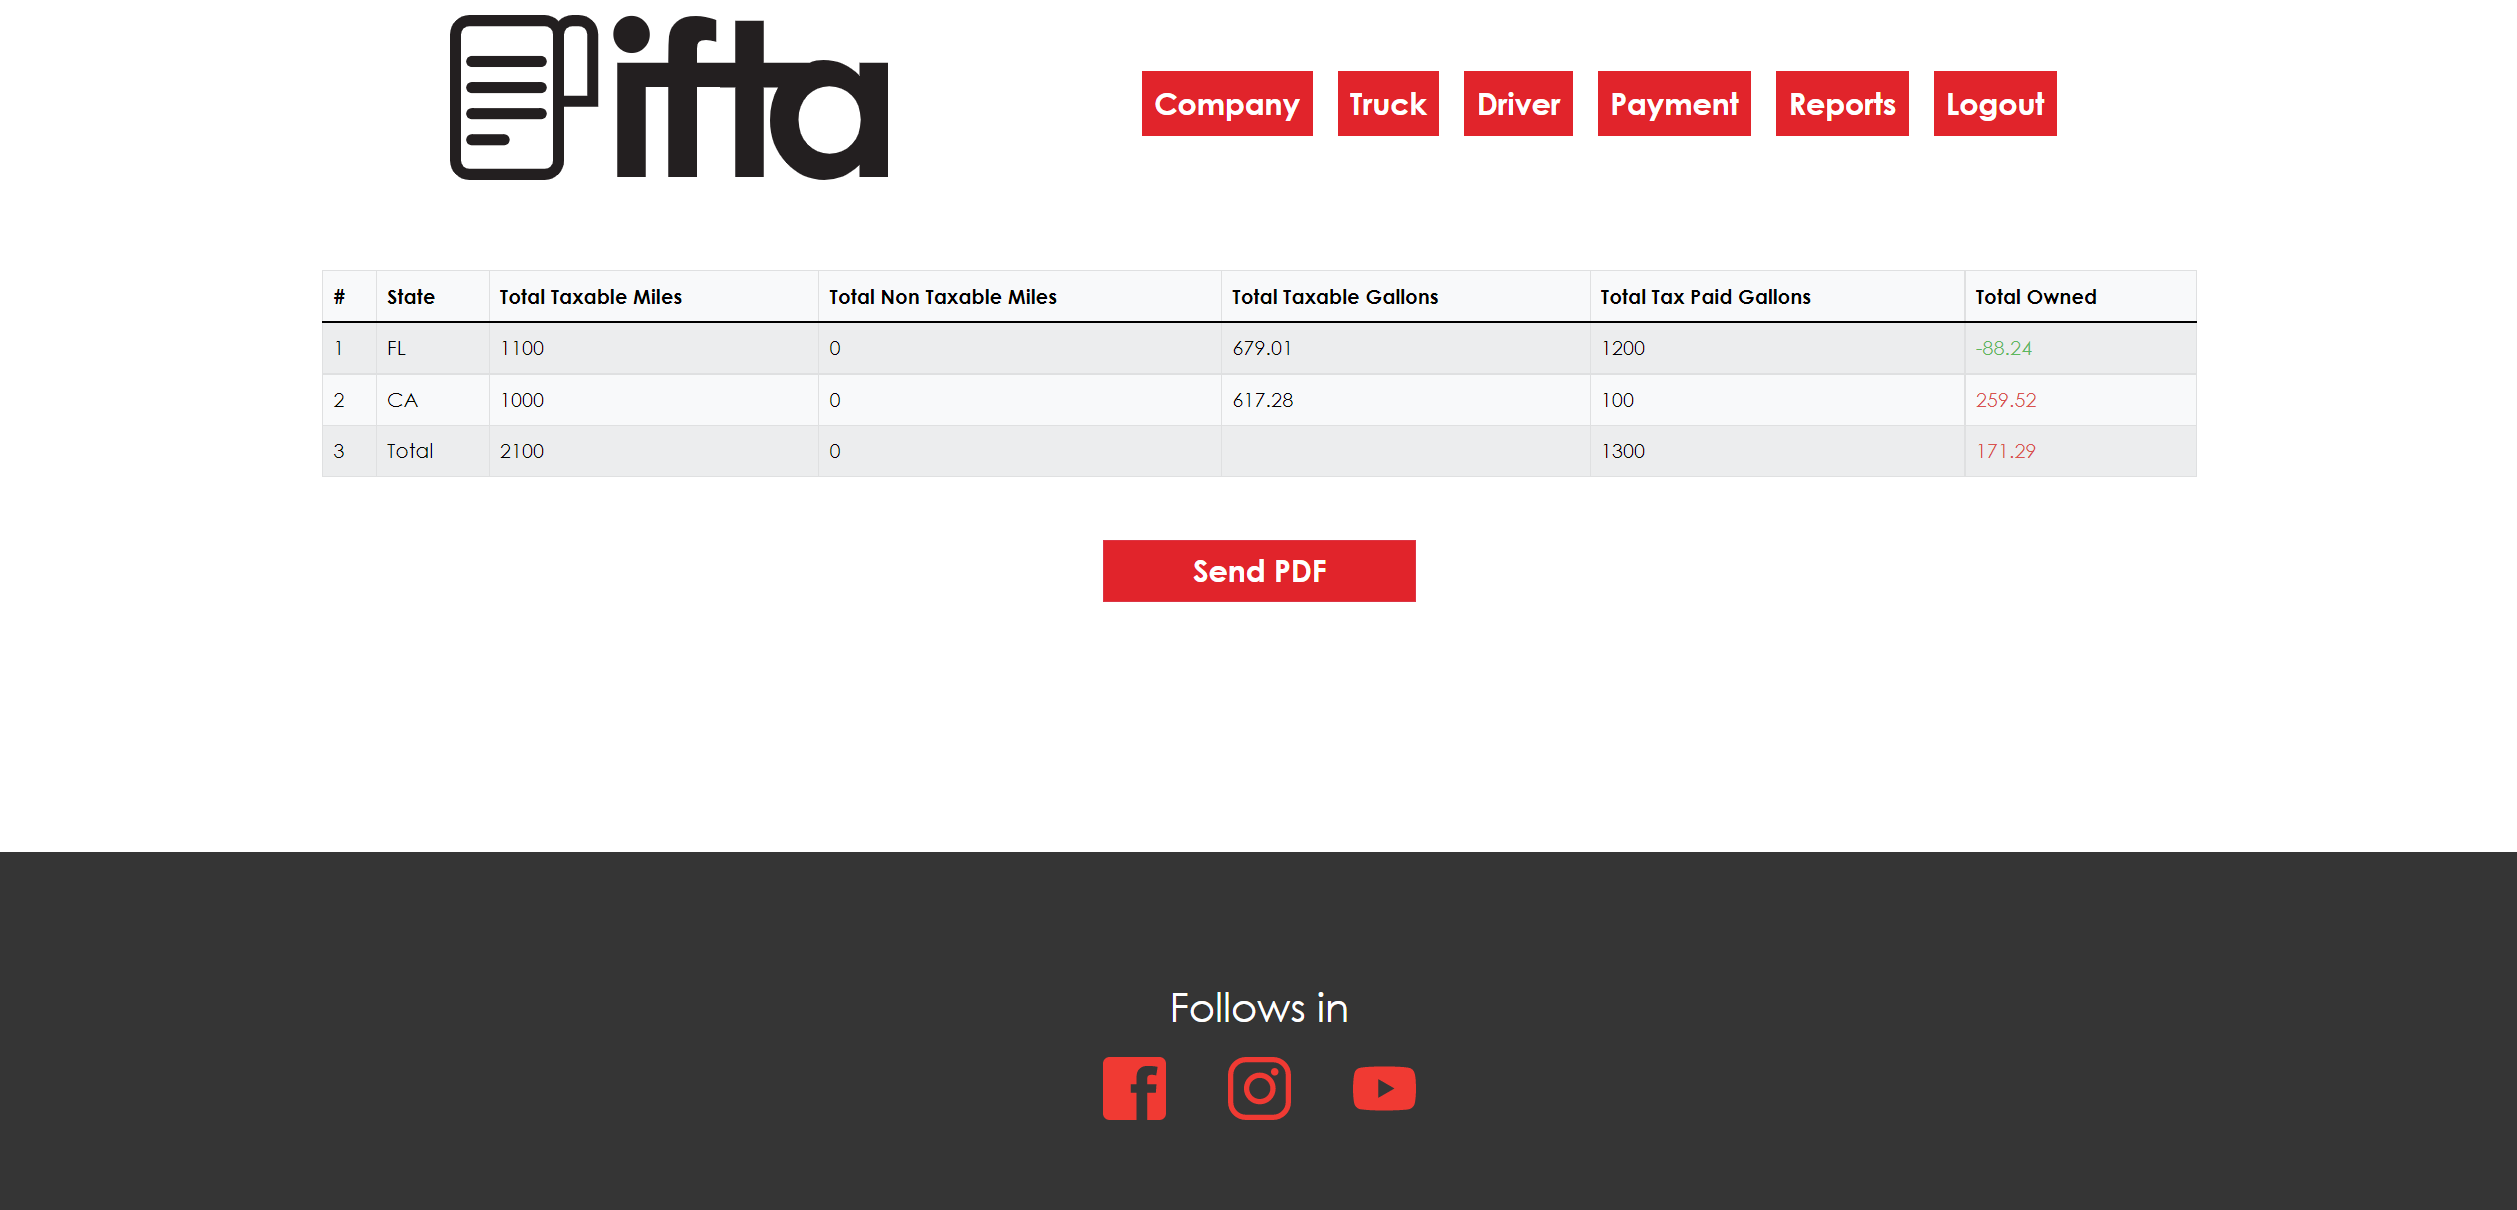 ifta
Company Truck Driver Payment Reports Logout
# State Total Taxable Miles Total Non Taxable Miles Total Taxable Gallons Total Tax Paid Gallons Total Owned
1 FL 1100 0 679.01 1200 -88.24
2 CA 1000 0 617.28 100 259.52
3 Total 2100 0 1300 171.29
Send PDF
Follows in